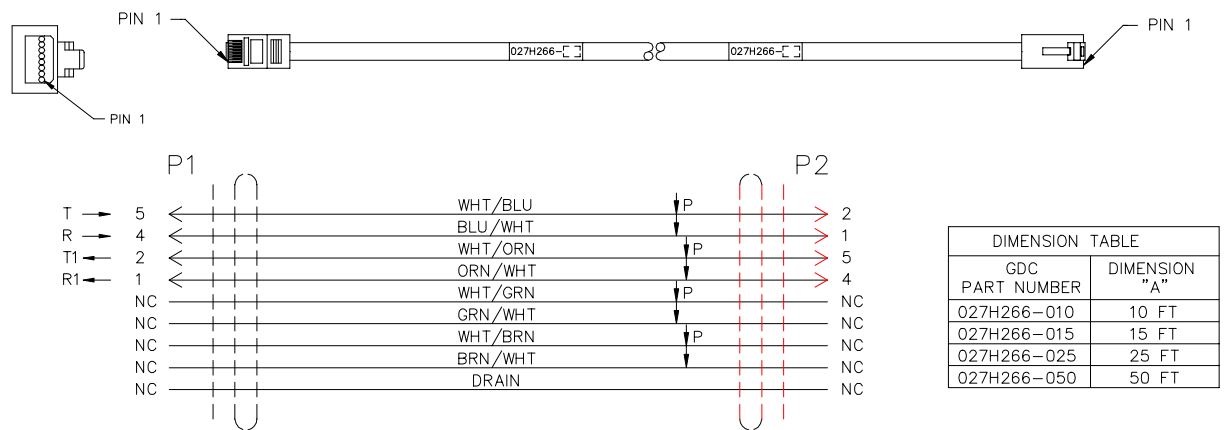 PIN 1
PIN 1
027H266-
027H266-
PIN 1
P1
P2
T 5 WHT/BLU P 2
R 4 BLU/WHT 1
T1 2 WHT/ORN P 5
R1 1 ORN/WHT 4
NC WHT/GRN P NC
NC GRN/WHT NC
NC WHT/BRN P NC
NC BRN/WHT NC
NC DRAIN NC
DIMENSION TABLE
GDC PART NUMBER DIMENSION "A"
027H266-010 10 FT
027H266-015 15 FT
027H266-025 25 FT
027H266-050 50 FT